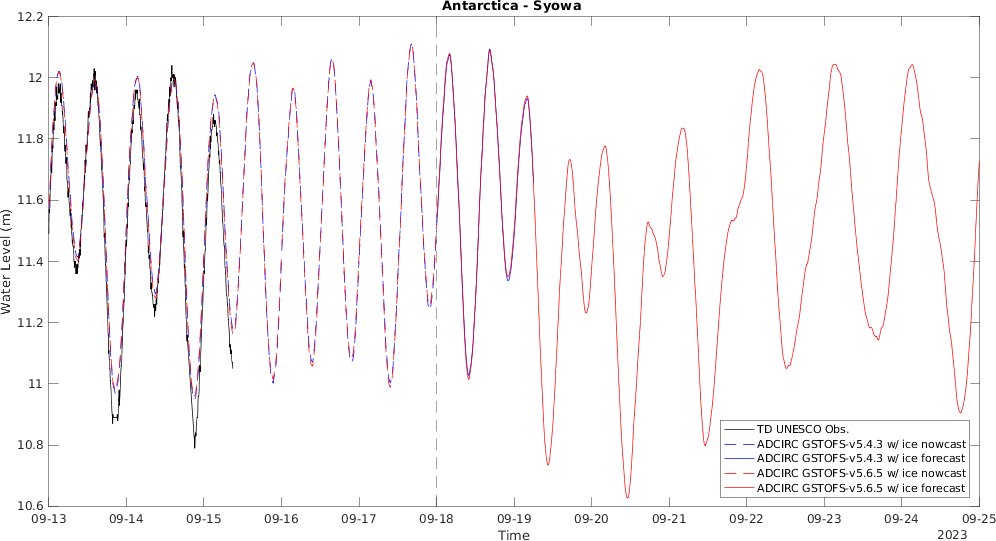 Antarctica - Syowa
12.2
12
11.8
11.6
11.4
11.2
11
10.8
10.6
Water Level (m)
TD UNESCO Obs.
ADCIRC GSTOFS-v5.4.3 w/ ice nowcast
ADCIRC GSTOFS-v5.4.3 w/ ice forecast
ADCIRC GSTOFS-v5.6.5 w/ ice nowcast
ADCIRC GSTOFS-v5.6.5 w/ ice forecast
09-13 09-14 09-15 09-16 09-17 09-18 09-19 09-20 09-21 09-22 09-23 09-24 09-25
Time
2023